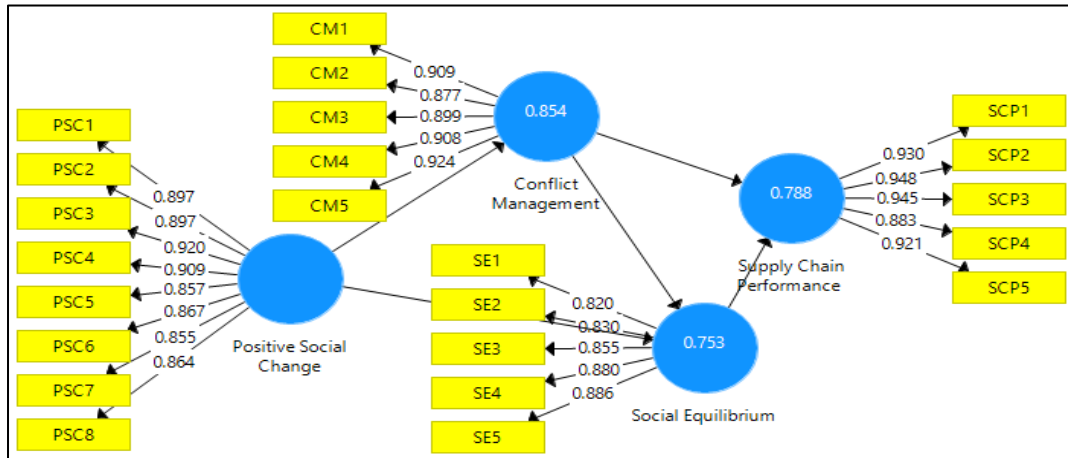 CM1
CM2
CM3
CM4
CM5
0.909
0.877
0.899
0.908
0.924
0.854
Conflict
Management
PSC1
PSC2
PSC3
PSC4
PSC5
PSC6
PSC7
PSC8
0.897
0.897
0.920
0.909
0.857
0.867
0.855
0.864
Positive Social
Change
SE1
SE2
SE3
SE4
SE5
0.820
0.830
0.855
0.880
0.886
0.753
Social Equilibrium
0.788
Supply Chain
Performance
0.930
0.948
0.945
0.883
0.921
SCP1
SCP2
SCP3
SCP4
SCP5